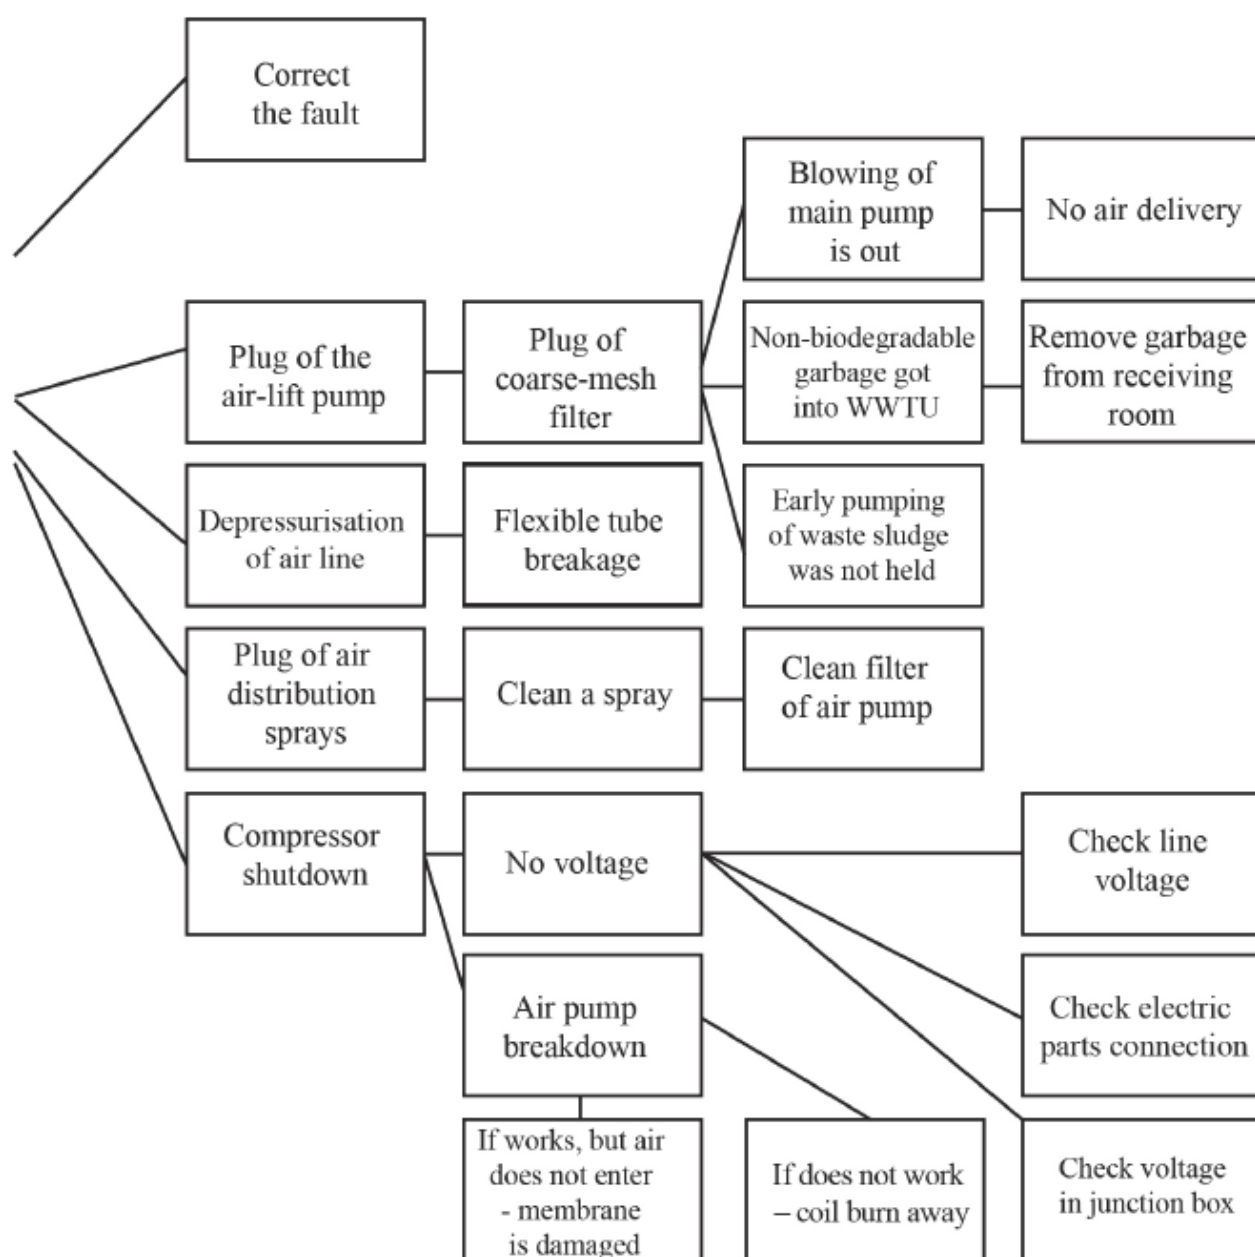 Correct
the fault
Blowing of
main pump
is out
No air delivery
Plug of the
air-lift pump
Plug of
coarse-mesh
filter
Non-biodegradable
garbage got
into WWTU
Remove garbage
from receiving
room
Depressurisation
of air line
Flexible tube
breakage
Early pumping
of waste sludge
was not held
Plug of air
distribution
sprays
Clean a spray
Clean filter
of air pump
Compressor
shutdown
No voltage
Check line
voltage
Air pump
breakdown
Check electric
parts connection
If works, but air
does not enter
- membrane
is damaged
If does not work
– coil burn away
Check voltage
in junction box